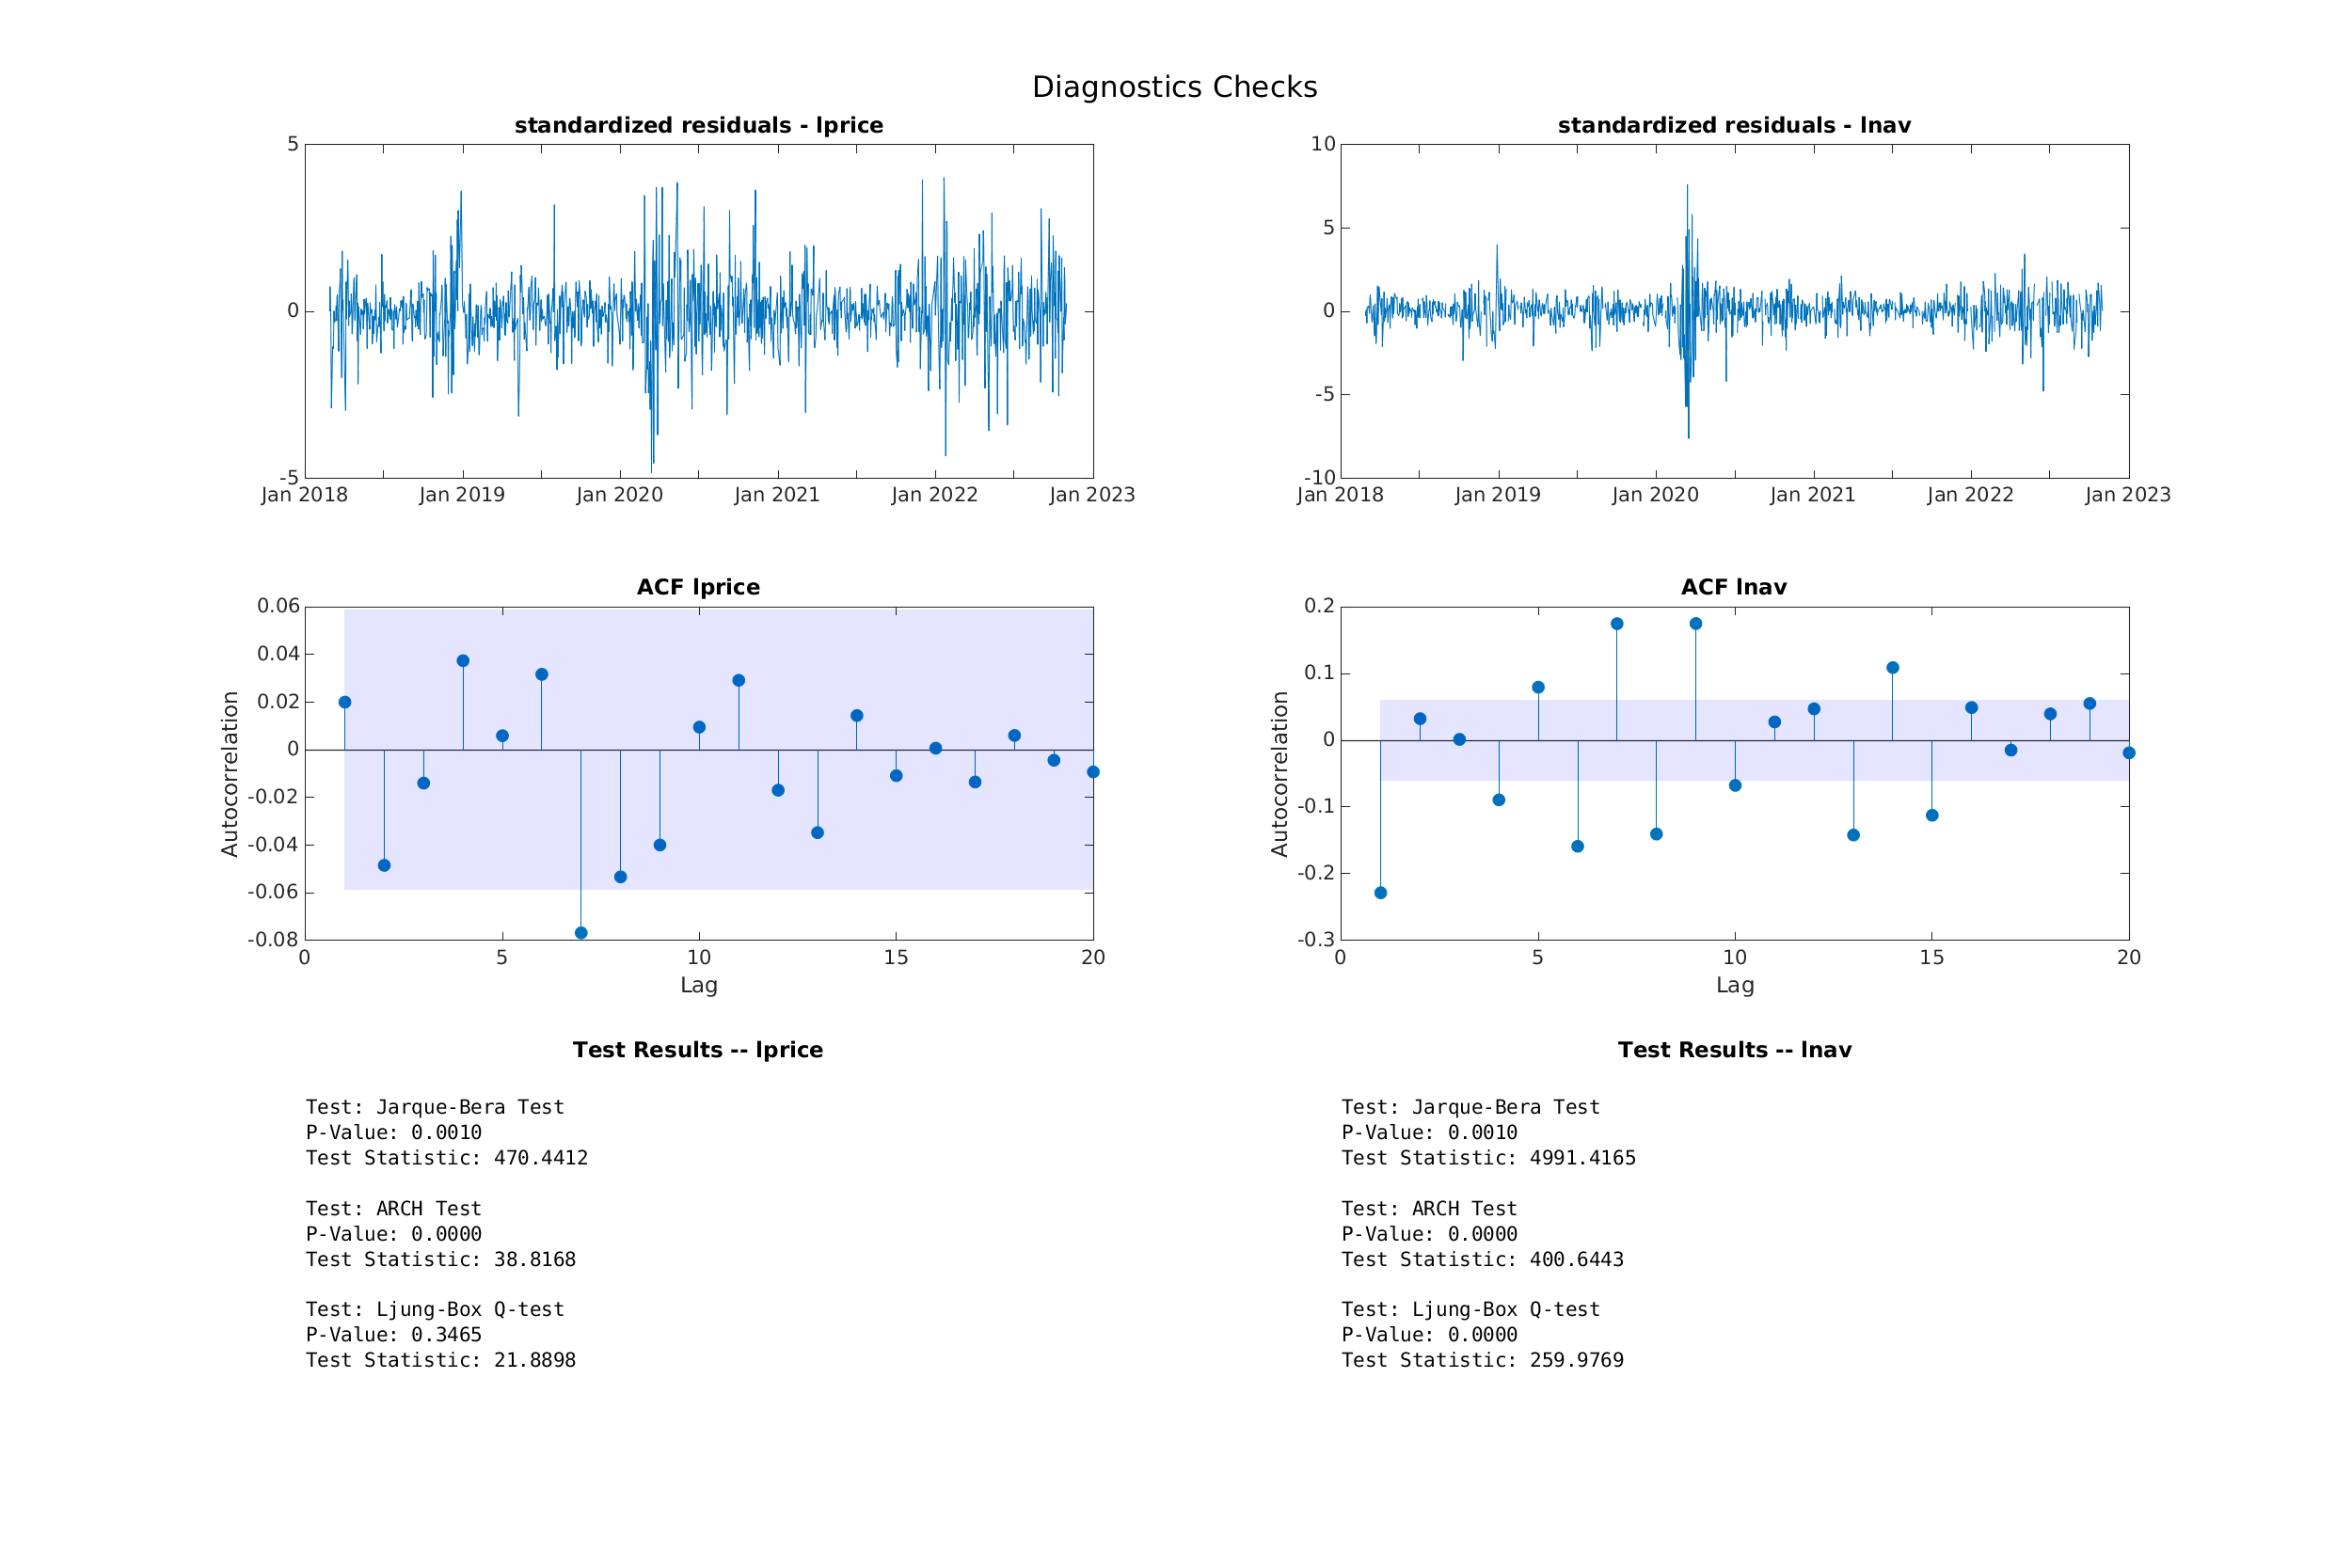 Diagnostics Checks
standardized residuals - lprice
5
0
-5
Jan 2018 Jan 2019 Jan 2020 Jan 2021 Jan 2022 Jan 2023
standardized residuals - lnav
10
5
0
-5
-10
Jan 2018 Jan 2019 Jan 2020 Jan 2021 Jan 2022 Jan 2023
ACF lprice
Autocorrelation
0.06
0.04
0.02
0
-0.02
-0.04
-0.06
-0.08
0 5 10 15 20
Lag
ACF lnav
Autocorrelation
0.2
0.1
0
-0.1
-0.2
-0.3
0 5 10 15 20
Lag
Test Results -- lprice
Test: Jarque-Bera Test
P-Value: 0.0010
Test Statistic: 470.4412
Test: ARCH Test
P-Value: 0.0000
Test Statistic: 38.8168
Test: Ljung-Box Q-test
P-Value: 0.3465
Test Statistic: 21.8898
Test Results -- lnav
Test: Jarque-Bera Test
P-Value: 0.0010
Test Statistic: 4991.4165
Test: ARCH Test
P-Value: 0.0000
Test Statistic: 400.6443
Test: Ljung-Box Q-test
P-Value: 0.0000
Test Statistic: 259.9769